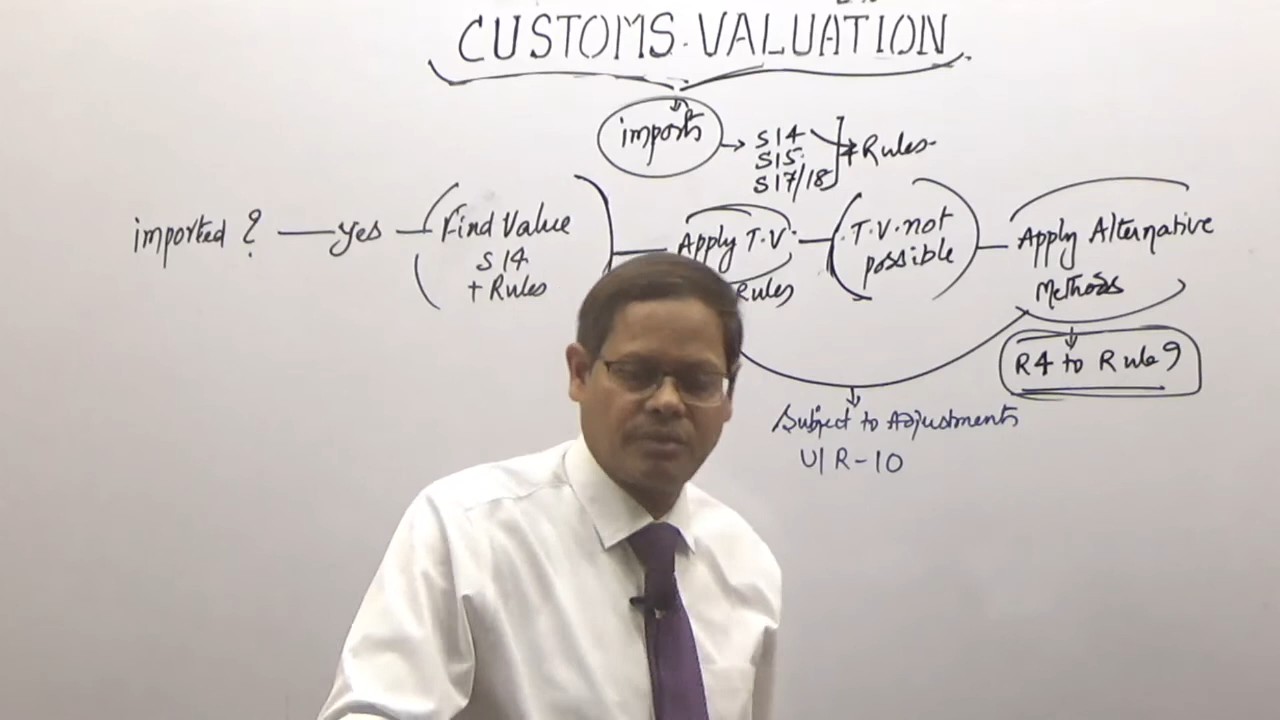 CUSTOMS VALUATION
imports → S14
S15
S17/18
Rules
imported ? — yes — Find Value
S14
+ Rules
Apply T.V.
Rules
T.V. not
possible
Apply Alternative
Methods
R4 to Rule 9
Subject to Adjustments
U/R-10